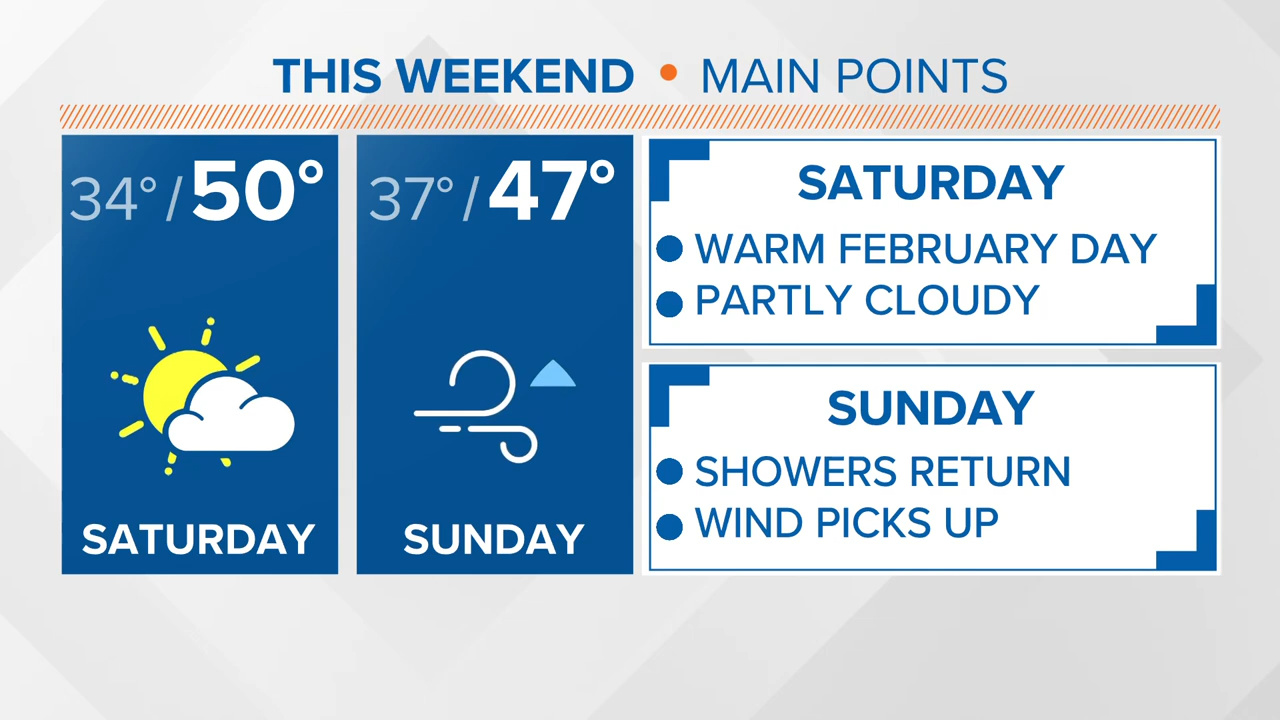 THIS WEEKEND • MAIN POINTS
34°/50°
SATURDAY
37°/47°
SUNDAY
SATURDAY
● WARM FEBRUARY DAY
● PARTLY CLOUDY
SUNDAY
● SHOWERS RETURN
● WIND PICKS UP